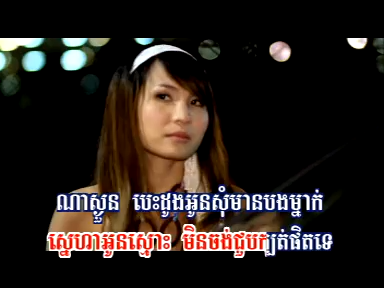 ណាស្ងួន បេះដូងអូនសុំមានបងម្នាក់
ស្នេហាអូនស្មោះ មិនចង់ជួបក្បត់ផិតទេ